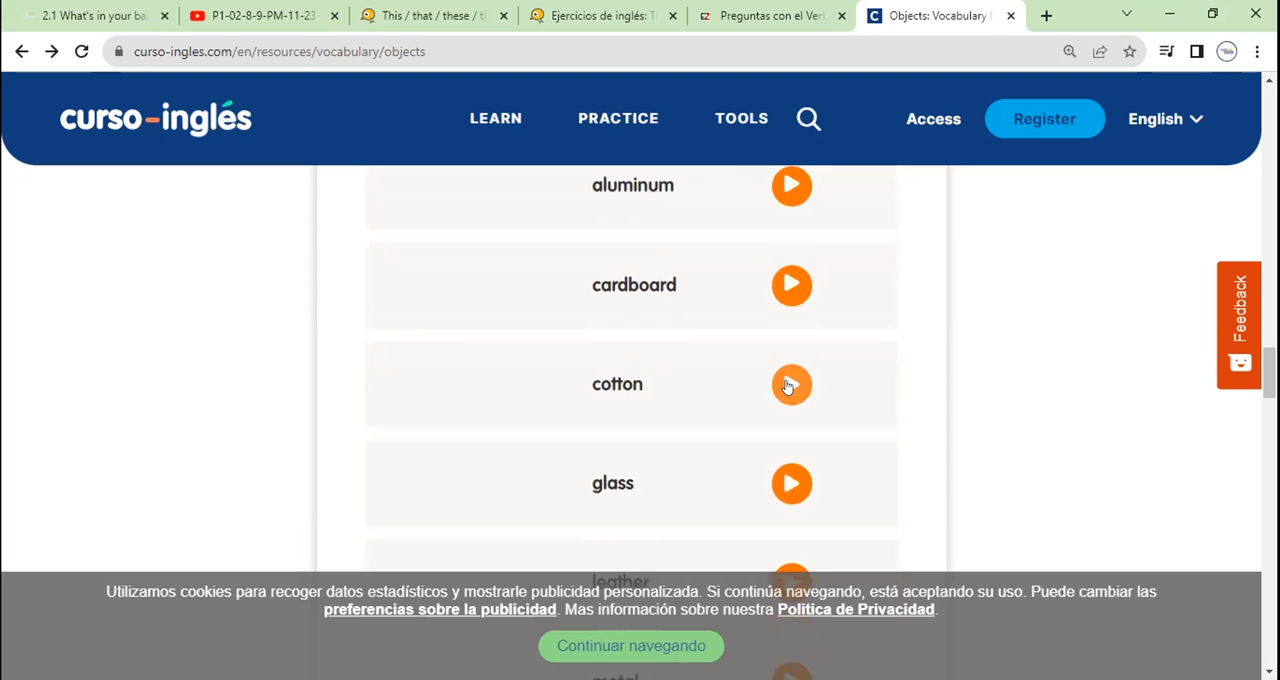 2.1 What's in your ba
P1-02-8-9-PM-11-23
This / that / these / t
Ejercicios de inglés: T
Preguntas con el Verb
Objects: Vocabulary
curso-ingles.com/en/resources/vocabulary/objects
curso-inglés
LEARN
PRACTICE
TOOLS
Access
Register
English
aluminum
cardboard
cotton
glass
leather
metal
Feedback
Utilizamos cookies para recoger datos estadísticos y mostrarle publicidad personalizada. Si continúa navegando, está aceptando su uso. Puede cambiar las
preferencias sobre la publicidad. Mas información sobre nuestra Política de Privacidad.
Continuar navegando